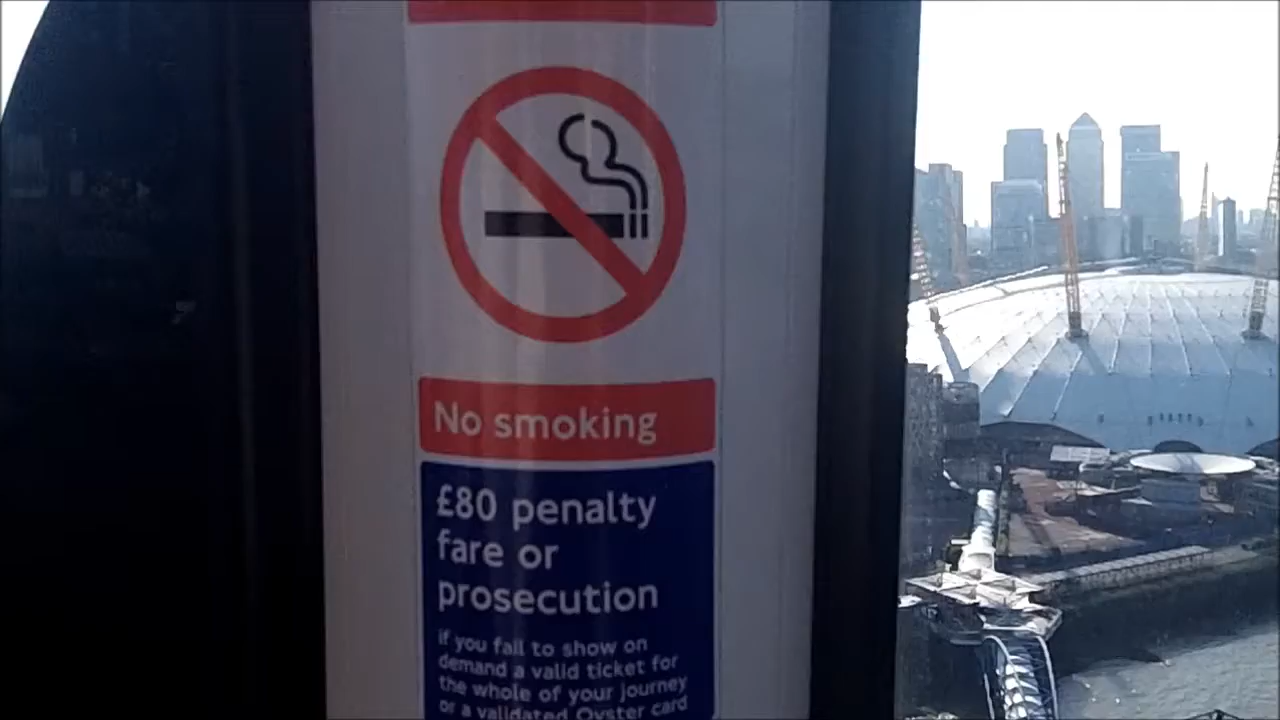 No smoking
£80 penalty
fare or
prosecution
if you fail to show on
demand a valid ticket for
the whole of your journey
or a validated Oyster card